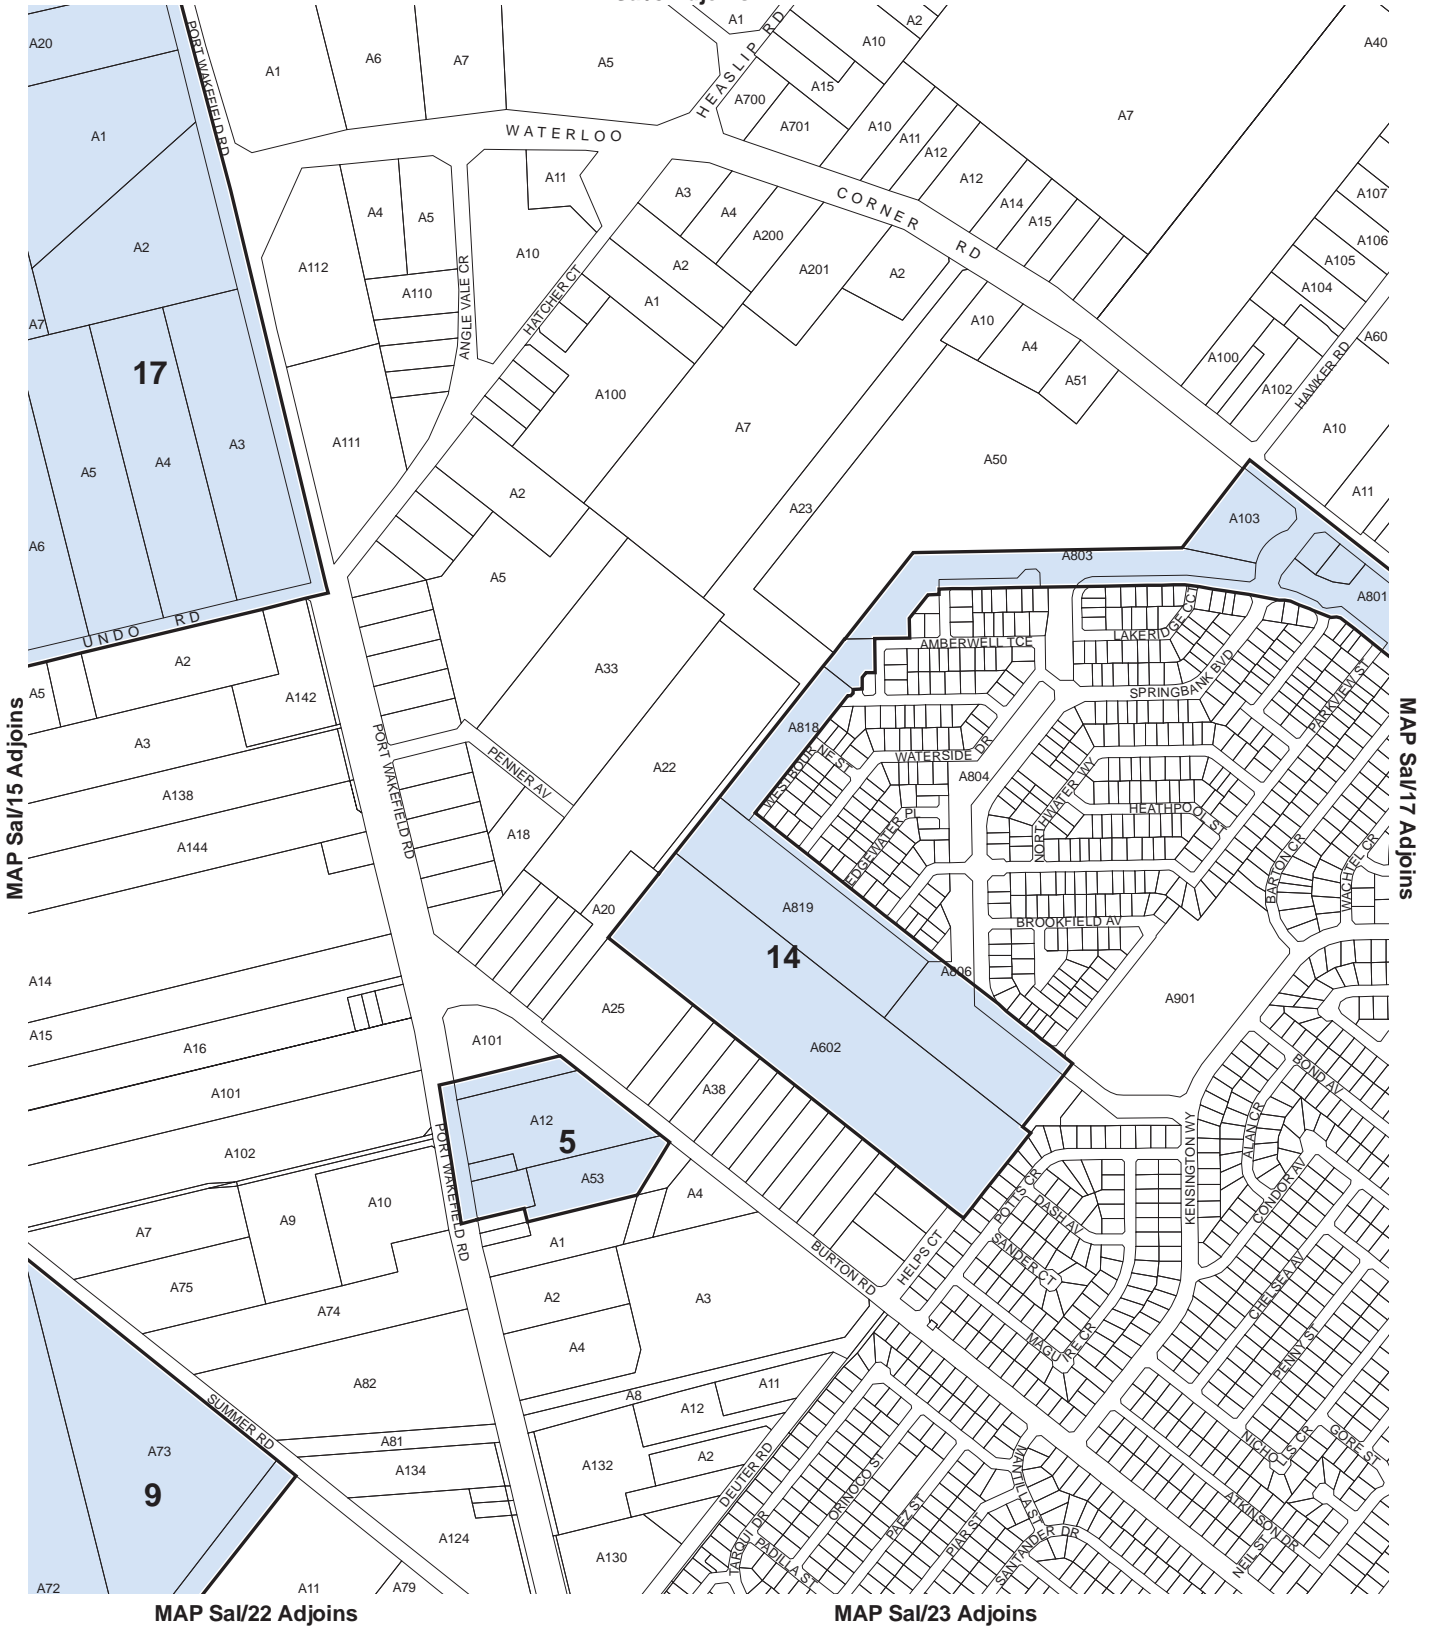 A20
PORT WAKEFIELD RD
A1
A6
A7
A5
A1
HEASLIP RD
A10
A2
A40
A15
A700
A701
A7
WATERLOO
CORNER
RD
A1
A10
A11
A12
A12
A14
A15
A107
A106
A105
A104
A11
A4
A5
A3
A4
A200
A201
A2
A2
A112
A10
A110
A2
A1
HATCHER CT
ANGLE VALE CR
A7
A10
A4
A51
A60
A100
A102
HAWKER RD
17
A100
A7
A10
A3
A111
A5
A4
A50
A11
A2
A23
A103
A6
A5
A803
A801
UNDO RD
AMBERWELL TCE
LAKERIDGE CCT
A2
A33
SPRINGBANK BVD
PARKVIEW ST
A5
A142
MAP Sal/15 Adjoins
MAP Sal/17 Adjoins
A3
PORT WAKEFIELD RD
A818
WATERSIDE DR
WESTBOURNE ST
PENNER AV
A22
A804
NORTHWATER WY
A138
HEATHPOOL ST
A18
A144
EDGEWATER PL
BARTON CR
WACHTEL CR
A20
A819
BROOKFIELD AV
14
A806
A14
A901
A25
A15
A16
A101
A602
BOND AV
A101
A38
A12
5
ALAN CR
A102
PORT WAKEFIELD RD
A53
KENSINGTON WY
CONDOR AV
A4
POTTS CR
A10
A9
A7
DASH AV
A1
SANDER CT
HELPS CT
BURTON RD
A75
A74
A2
A3
CHELSEA AV
A4
MAGUIRE CR
PENNY ST
A82
A11
A8
A12
SUMMER RD
A81
A73
A134
A132
A2
DEUTER RD
ORINOCO ST
MANTILLA ST
NICHOLLS CR
GORE ST
9
PAEZ ST
ATKINSON DR
TARQUI DR
PIAR ST
A124
SANTANDER DR
PADILLA ST
NEIL ST
A130
A72
A11
A79
MAP Sal/22 Adjoins
MAP Sal/23 Adjoins